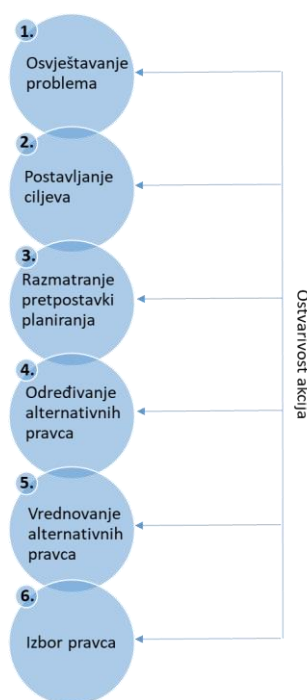 1.
Osvještavanje
problema
2.
Postavljanje
ciljeva
3.
Razmatranje
pretpostavki
planiranja
4.
Određivanje
alternativnih
pravca
5.
Vrednovanje
alternativnih
pravca
6.
Izbor pravca
Ostvarivost akcija